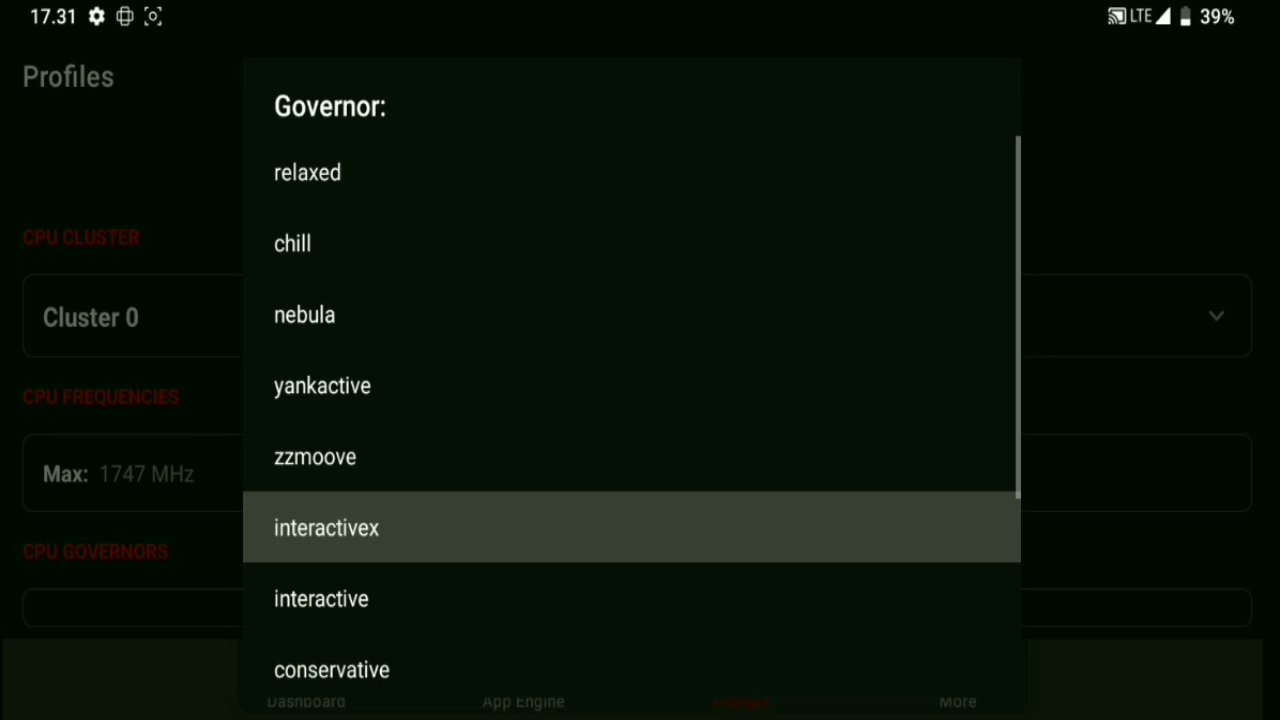 17.31 LTE 39%
Profiles
Governor:
relaxed
chill
CPU CLUSTER
nebula
Cluster 0
yankactive
CPU FREQUENCIES
zzmoove
Max: 1747 MHz
interactivex
CPU GOVERNORS
interactive
conservative
Dashboard App Engine Profiles More